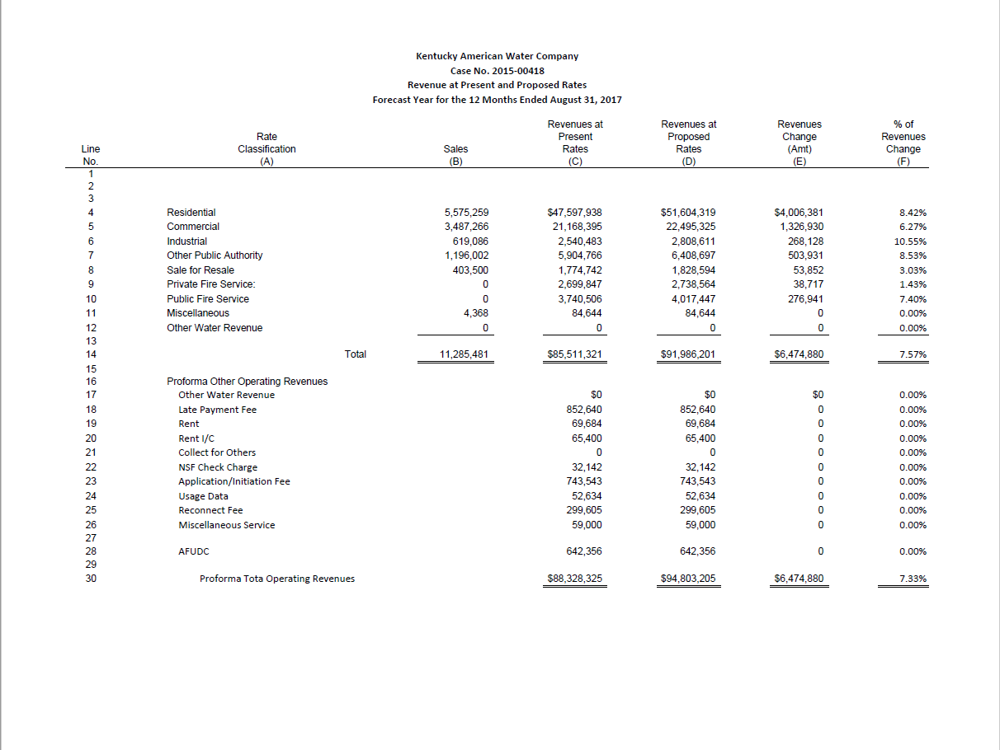 Kentucky American Water Company
Case No. 2015-00418
Revenue at Present and Proposed Rates
Forecast Year for the 12 Months Ended August 31, 2017
Revenues at Revenues at Revenues % of
Rate Present Proposed Change Revenues
Line Classification Sales Rates Rates (Amt) Change
No. (A) (B) (C) (D) (E) (F)
1
2
3
4 Residential 5,575,259 $47,597,938 $51,604,319 $4,006,381 8.42%
5 Commercial 3,487,266 21,168,395 22,495,325 1,326,930 6.27%
6 Industrial 619,086 2,540,483 2,808,611 268,128 10.55%
7 Other Public Authority 1,196,002 5,904,766 6,408,697 503,931 8.53%
8 Sale for Resale 403,500 1,774,742 1,828,594 53,852 3.03%
9 Private Fire Service: 0 2,699,847 2,738,564 38,717 1.43%
10 Public Fire Service 0 3,740,506 4,017,447 276,941 7.40%
11 Miscellaneous 4,368 84,644 84,644 0 0.00%
12 Other Water Revenue 0 0 0 0 0.00%
13
14 Total 11,285,481 $85,511,321 $91,986,201 $6,474,880 7.57%
15
16 Proforma Other Operating Revenues
17 Other Water Revenue $0 $0 $0 0.00%
18 Late Payment Fee 852,640 852,640 0 0.00%
19 Rent 69,684 69,684 0 0.00%
20 Rent I/C 65,400 65,400 0 0.00%
21 Collect for Others 0 0 0 0.00%
22 NSF Check Charge 32,142 32,142 0 0.00%
23 Application/Initiation Fee 743,543 743,543 0 0.00%
24 Usage Data 52,634 52,634 0 0.00%
25 Reconnect Fee 299,605 299,605 0 0.00%
26 Miscellaneous Service 59,000 59,000 0 0.00%
27
28 AFUDC 642,356 642,356 0 0.00%
29
30 Proforma Tota Operating Revenues $88,328,325 $94,803,205 $6,474,880 7.33%